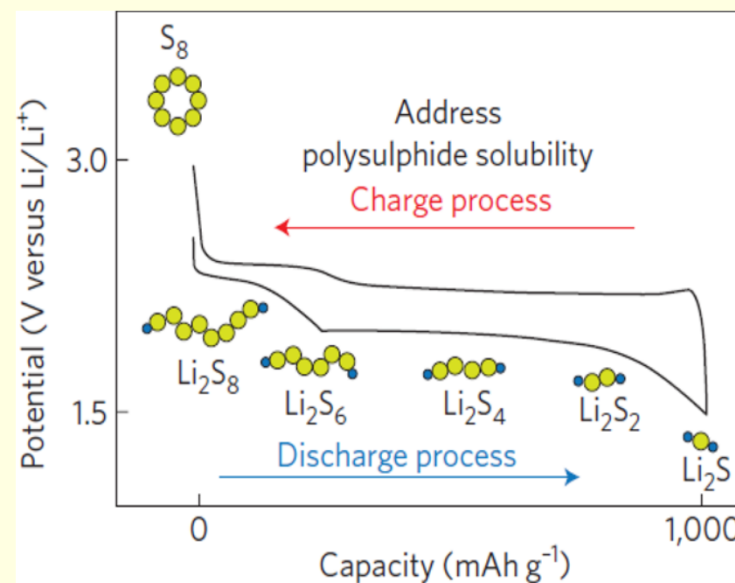 S₈
Address
polysulphide solubility
Charge process
3.0
Potential (V versus Li/Li⁺)
Li₂S₈
Li₂S₆
Li₂S₄
Li₂S₂
1.5
Li₂S
Discharge process
0
1,000
Capacity (mAh g⁻¹)